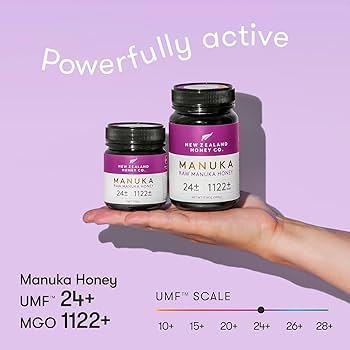 Powerfully active
NEW ZEALAND
HONEY CO.
MANUKA
RAW MANUKA HONEY
24± 1122±
NEW ZEALAND
HONEY CO.
MANUKA
RAW MANUKA HONEY
24± 1122±
Manuka Honey
UMF™ 24+
MGO 1122+
UMF™ SCALE
10+ 15+ 20+ 24+ 26+ 28+